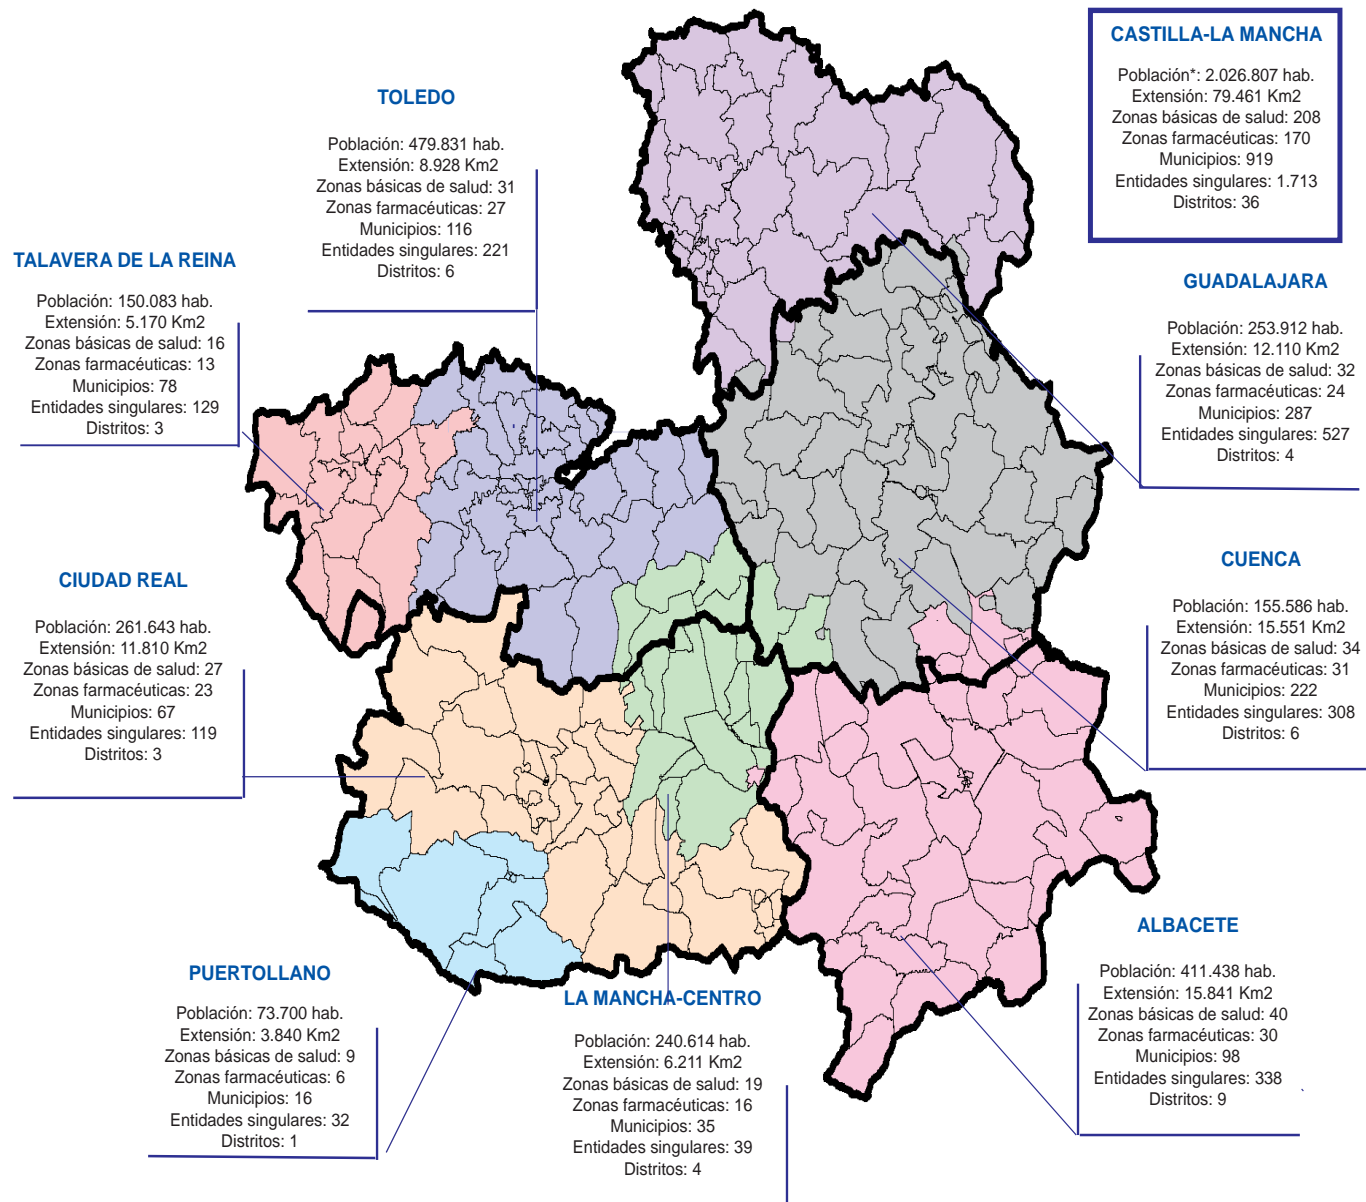 CASTILLA-LA MANCHA
Población*: 2.026.807 hab.
Extensión: 79.461 Km2
Zonas básicas de salud: 208
Zonas farmacéuticas: 170
Municipios: 919
Entidades singulares: 1.713
Distritos: 36
TOLEDO
Población: 479.831 hab.
Extensión: 8.928 Km2
Zonas básicas de salud: 31
Zonas farmacéuticas: 27
Municipios: 116
Entidades singulares: 221
Distritos: 6
TALAVERA DE LA REINA
Población: 150.083 hab.
Extensión: 5.170 Km2
Zonas básicas de salud: 16
Zonas farmacéuticas: 13
Municipios: 78
Entidades singulares: 129
Distritos: 3
GUADALAJARA
Población: 253.912 hab.
Extensión: 12.110 Km2
Zonas básicas de salud: 32
Zonas farmacéuticas: 24
Municipios: 287
Entidades singulares: 527
Distritos: 4
CIUDAD REAL
Población: 261.643 hab.
Extensión: 11.810 Km2
Zonas básicas de salud: 27
Zonas farmacéuticas: 23
Municipios: 67
Entidades singulares: 119
Distritos: 3
CUENCA
Población: 155.586 hab.
Extensión: 15.551 Km2
Zonas básicas de salud: 34
Zonas farmacéuticas: 31
Municipios: 222
Entidades singulares: 308
Distritos: 6
PUERTOLLANO
Población: 73.700 hab.
Extensión: 3.840 Km2
Zonas básicas de salud: 9
Zonas farmacéuticas: 6
Municipios: 16
Entidades singulares: 32
Distritos: 1
LA MANCHA-CENTRO
Población: 240.614 hab.
Extensión: 6.211 Km2
Zonas básicas de salud: 19
Zonas farmacéuticas: 16
Municipios: 35
Entidades singulares: 39
Distritos: 4
ALBACETE
Población: 411.438 hab.
Extensión: 15.841 Km2
Zonas básicas de salud: 40
Zonas farmacéuticas: 30
Municipios: 98
Entidades singulares: 338
Distritos: 9